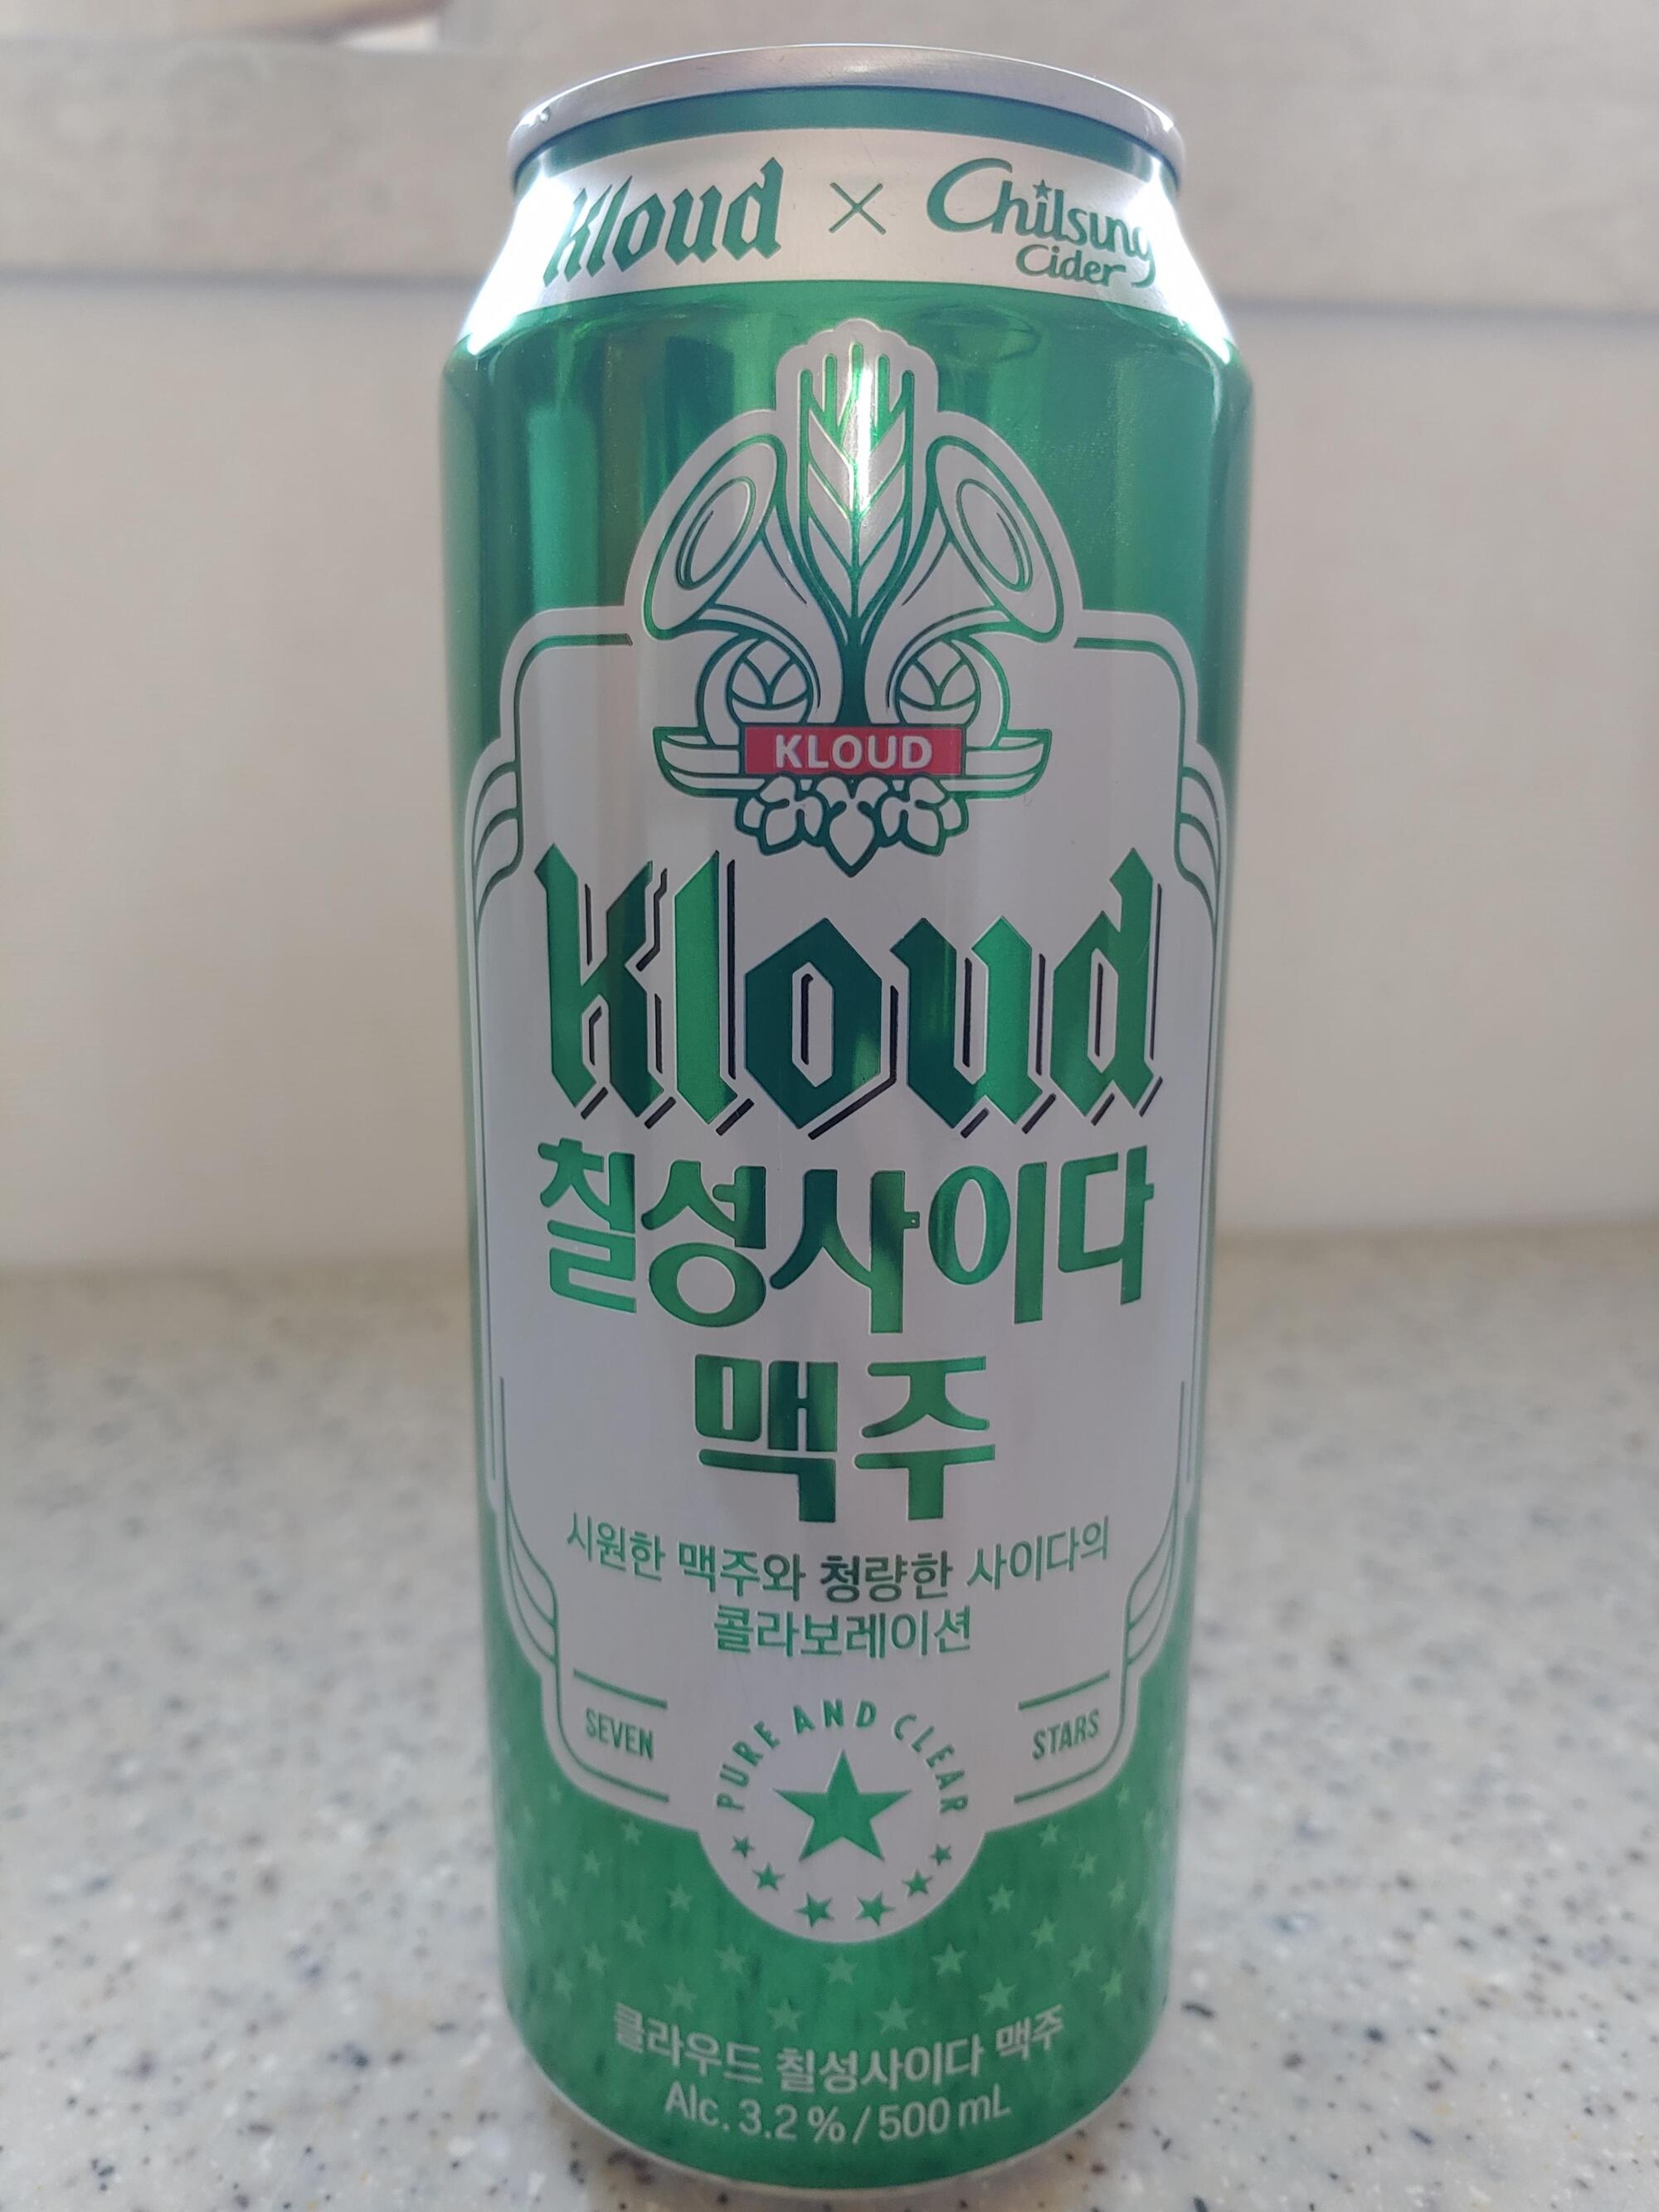 Kloud × Chilsung Cider
KLOUD
Kloud
칠성사이다
맥주
시원한 맥주와 청량한 사이다의
콜라보레이션
SEVEN
PURE AND CLEAR
STARS
클라우드 칠성사이다 맥주
Alc. 3.2 % / 500 mL